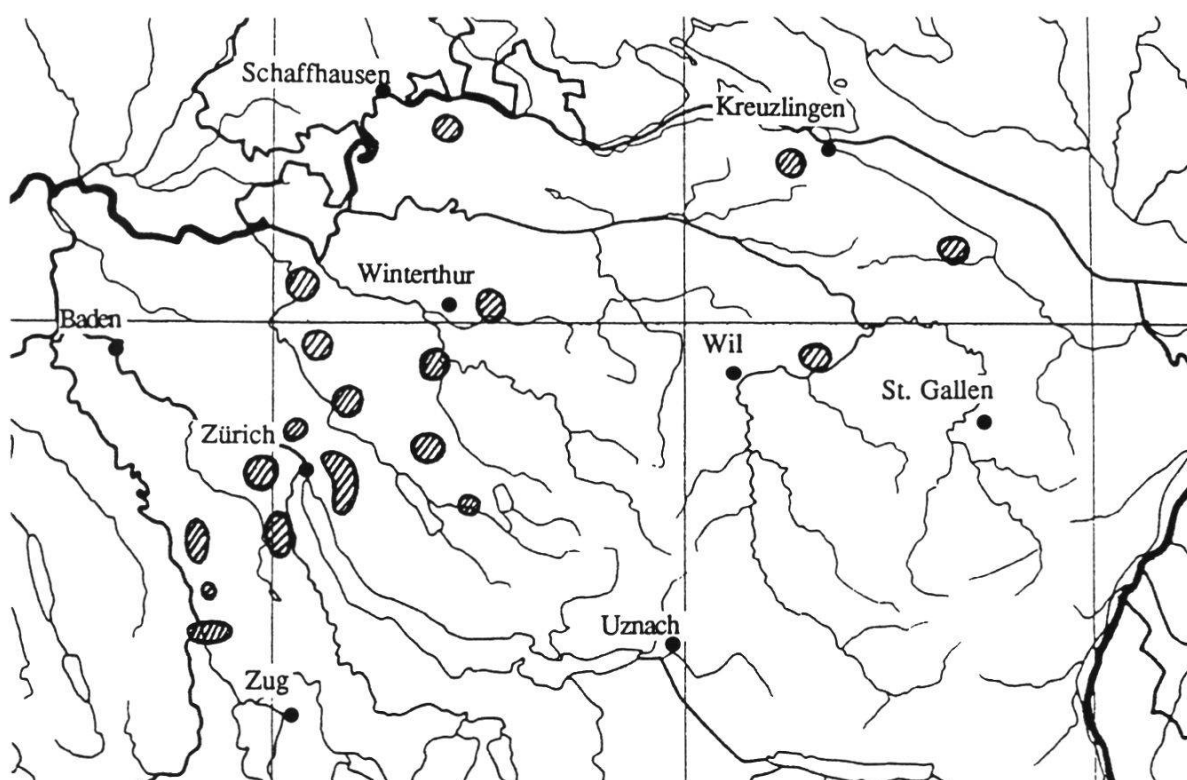 Schaffhausen
Kreuzlingen
Winterthur
Baden
Wil
St. Gallen
Zürich
Uznach
Zug